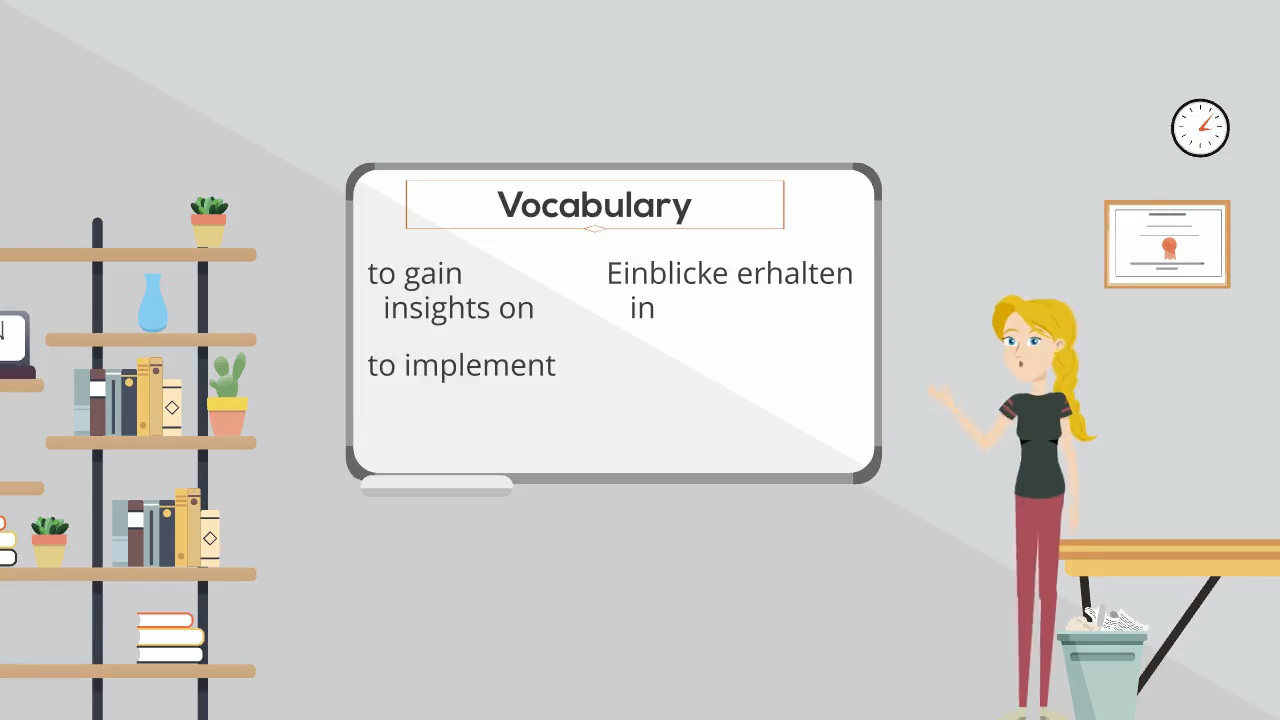 Vocabulary
to gain
insights on
Einblicke erhalten
in
to implement